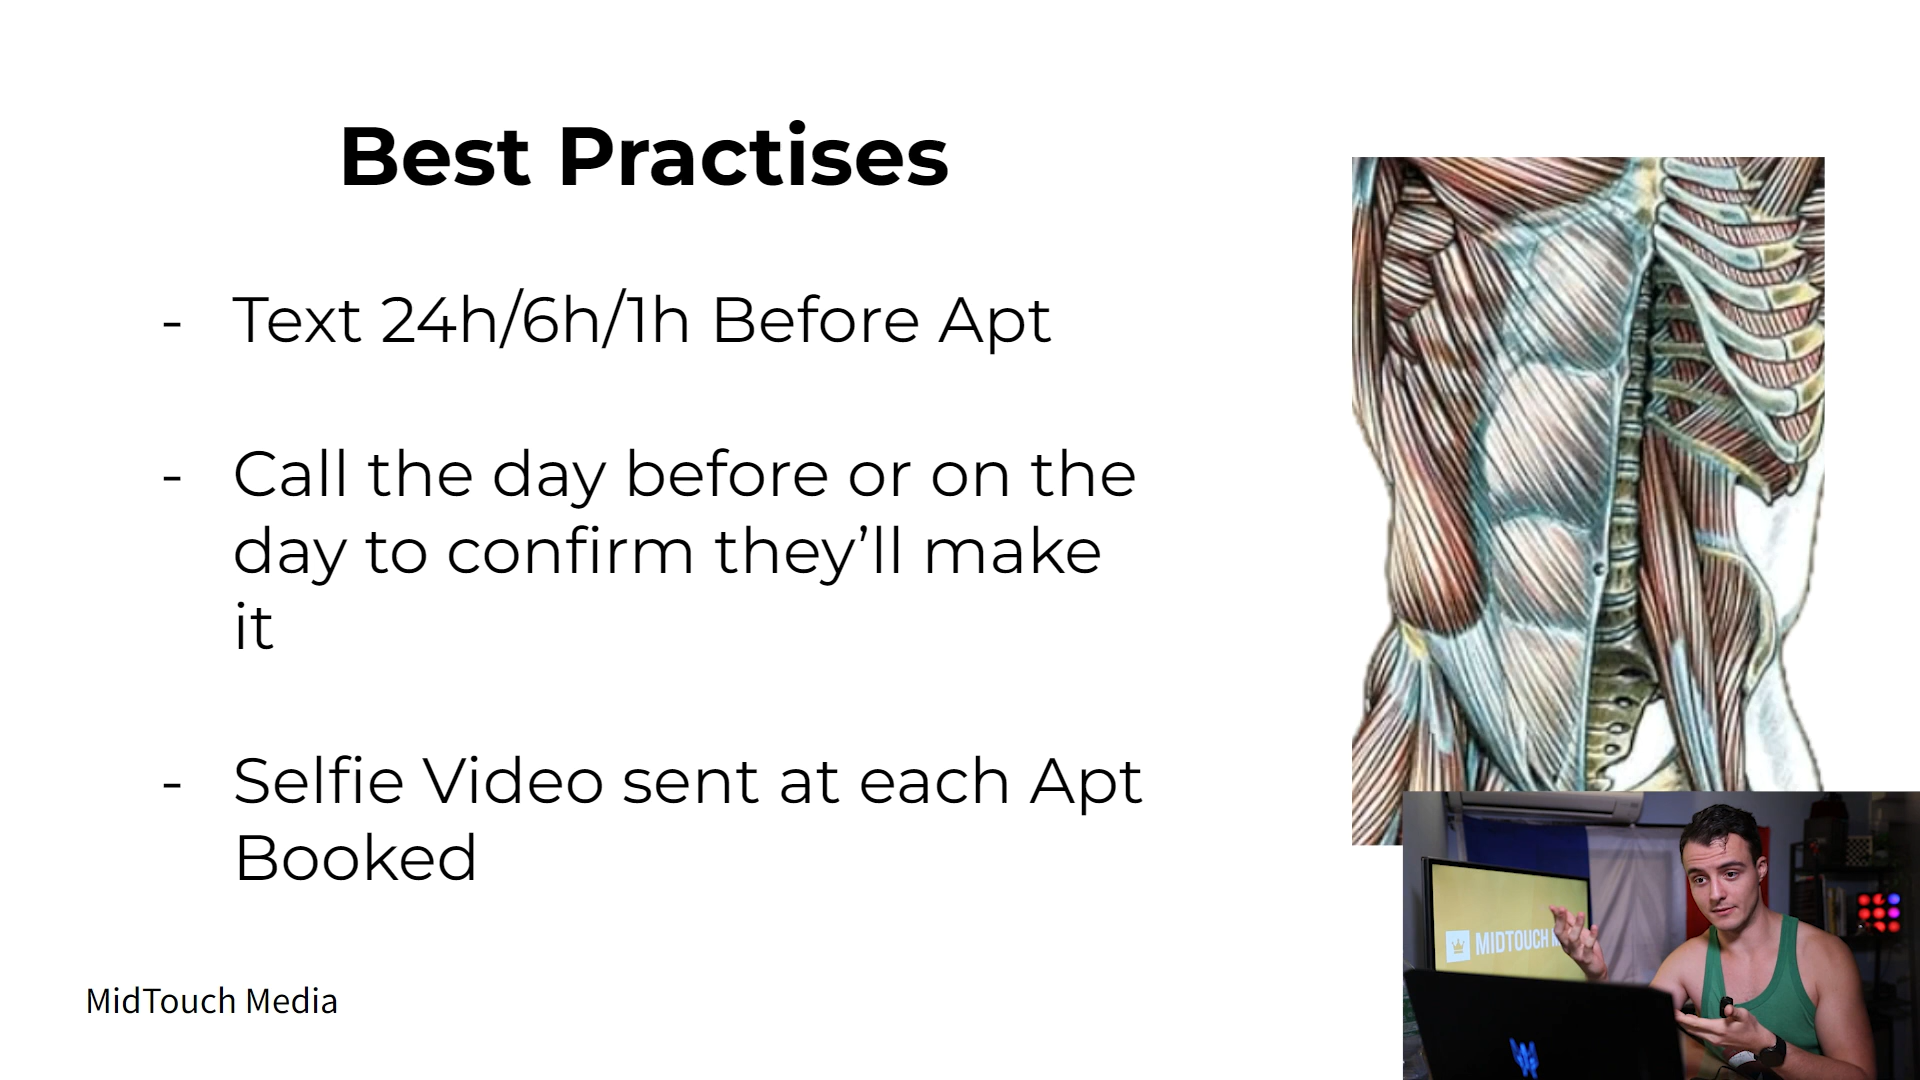 Best Practises
- Text 24h/6h/1h Before Apt
- Call the day before or on the
day to confirm they’ll make
it
- Selfie Video sent at each Apt
Booked
MidTouch Media
MIDTOUCH